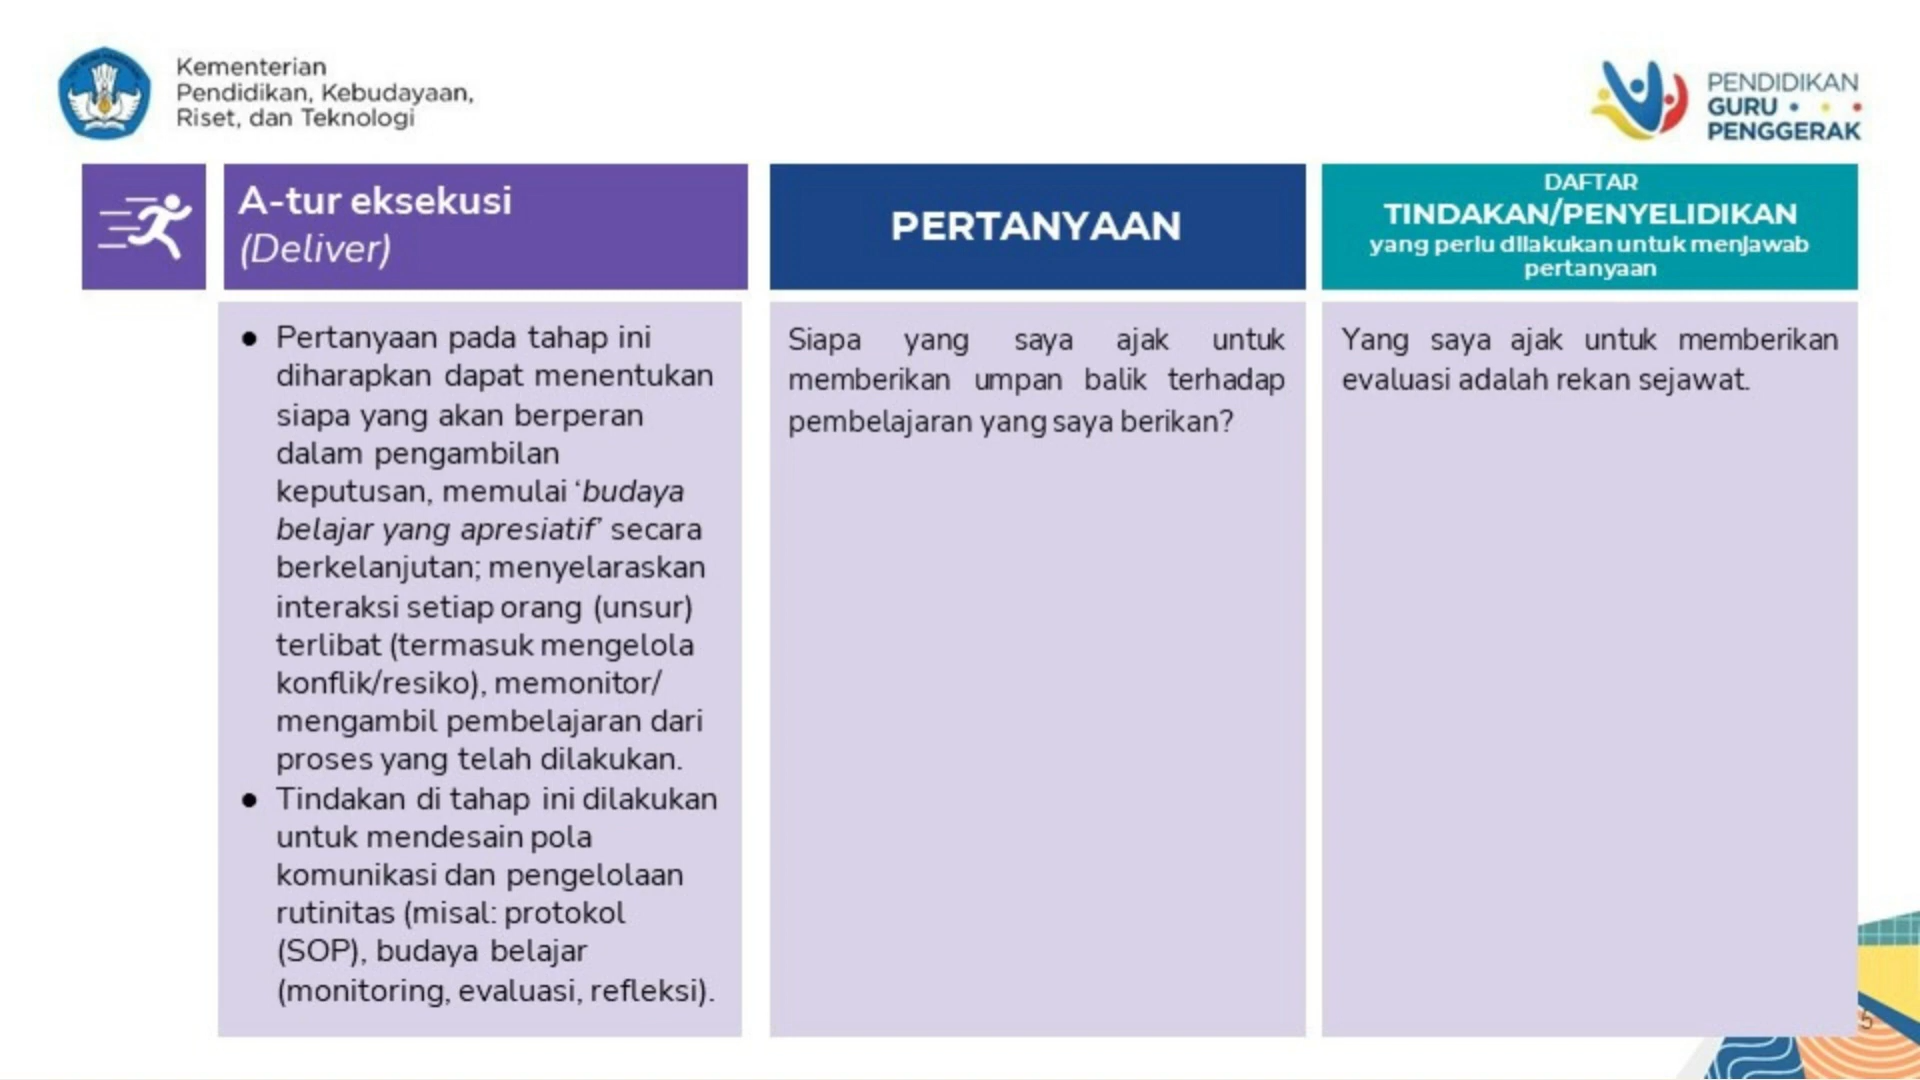 Kementerian
Pendidikan, Kebudayaan,
Riset, dan Teknologi
PENDIDIKAN
GURU
PENGGERAK
A-tur eksekusi
(Deliver)
PERTANYAAN
DAFTAR
TINDAKAN/PENYELIDIKAN
yang perlu dilakukan untuk menjawab
pertanyaan
● Pertanyaan pada tahap ini
diharapkan dapat menentukan
siapa yang akan berperan
dalam pengambilan
keputusan, memulai ‘budaya
belajar yang apresiatif’ secara
berkelanjutan; menyelaraskan
interaksi setiap orang (unsur)
terlibat (termasuk mengelola
konflik/resiko), memonitor/
mengambil pembelajaran dari
proses yang telah dilakukan.
● Tindakan di tahap ini dilakukan
untuk mendesain pola
komunikasi dan pengelolaan
rutinitas (misal: protokol
(SOP), budaya belajar
(monitoring, evaluasi, refleksi).
Siapa yang saya ajak untuk
memberikan umpan balik terhadap
pembelajaran yang saya berikan?
Yang saya ajak untuk memberikan
evaluasi adalah rekan sejawat.
5